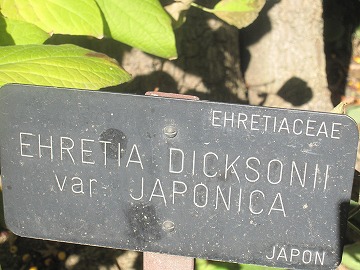 EHRETIACEAE
EHRETIA DICKSONII
var JAPONICA
JAPON